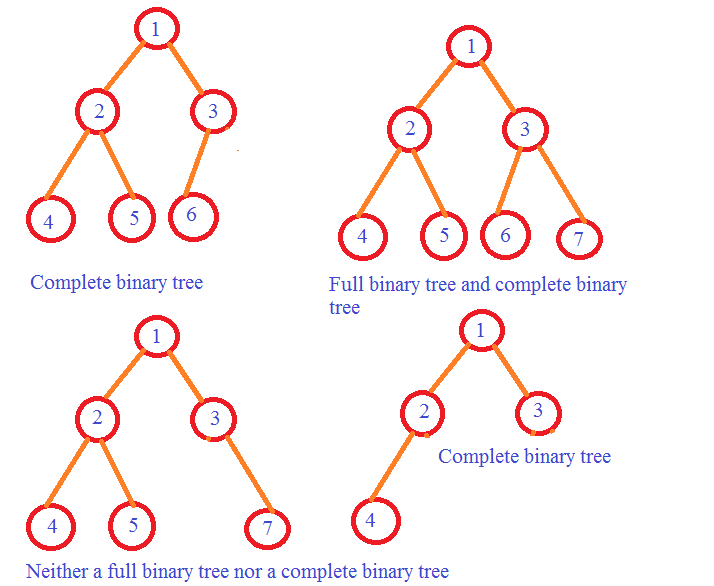 1
2 3
4 5 6
Complete binary tree
1
2 3
4 5 6 7
Full binary tree and complete binary
tree
1
2 3
4 5 7
Neither a full binary tree nor a complete binary tree
1
2 3
Complete binary tree
4